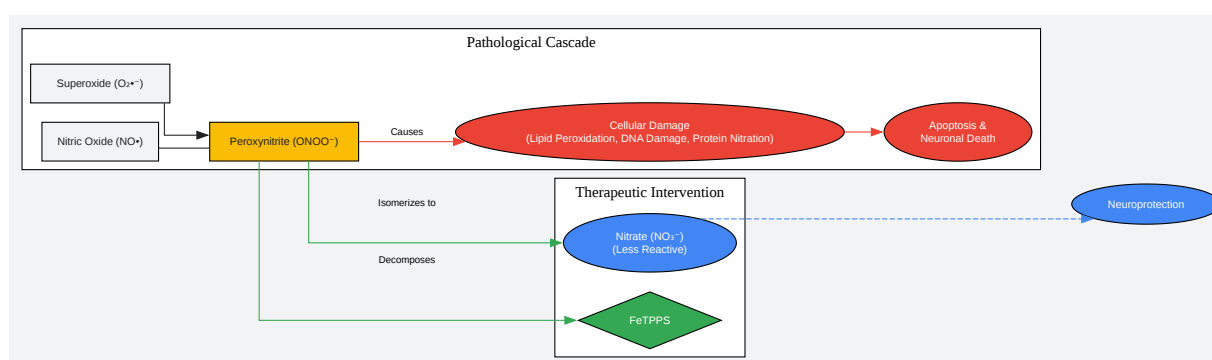 Pathological Cascade
Superoxide (O₂•⁻)
Nitric Oxide (NO•)
Peroxynitrite (ONOO⁻)
Causes
Cellular Damage
(Lipid Peroxidation, DNA Damage, Protein Nitration)
Apoptosis &
Neuronal Death
Therapeutic Intervention
Isomerizes to
Nitrate (NO₃⁻)
(Less Reactive)
Neuroprotection
Decomposes
FeTPPS